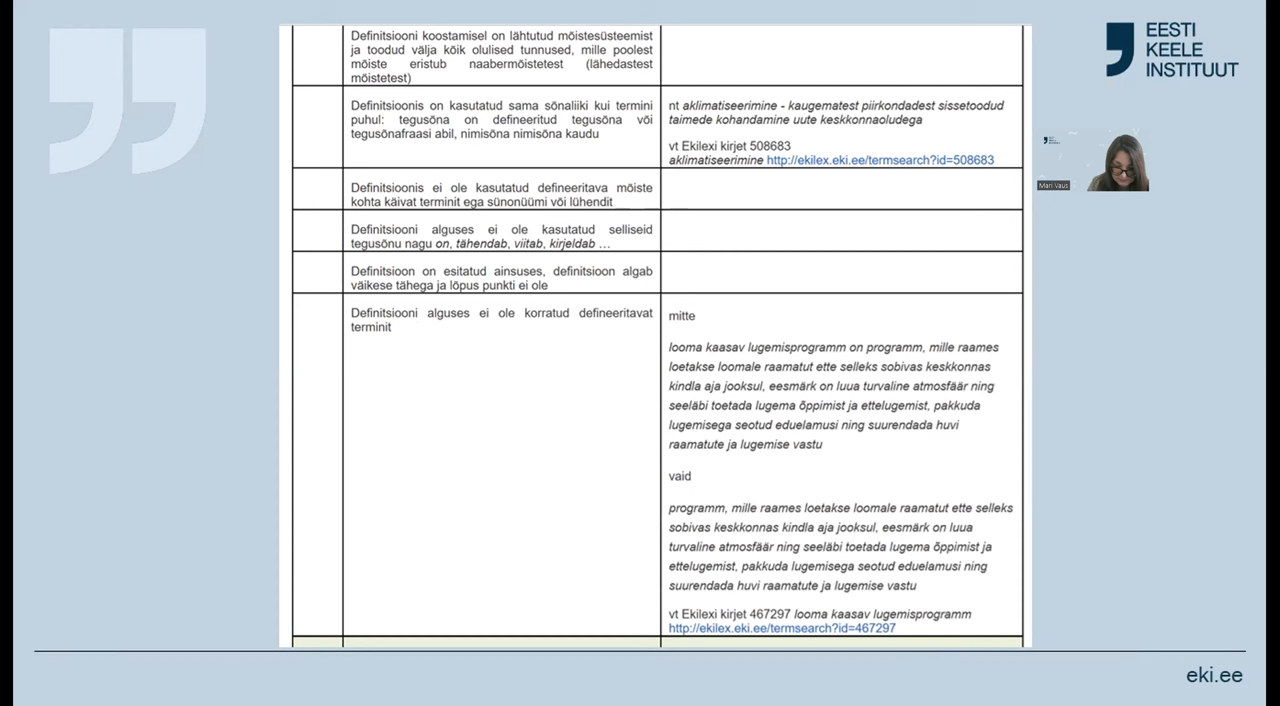 EESTI
KEELE
INSTITUUT
Definitsiooni koostamisel on lähtutud mõistesüsteemist
ja toodud välja kõik olulised tunnused, mille poolest
mõiste eristub naabermõistetest (lähedastest
mõistetest)
Definitsioonis on kasutatud sama sõnaliiki kui termini
puhul: tegusõna on defineeritud tegusõna või
tegusõnafraasi abil, nimisõna nimisõna kaudu
nt aklimatiseerimine - kaugematest piirkondadest sissetoodud
taimede kohandamine uute keskkonnaoludega
vt Ekilexi kirjet 508683
aklimatiseerimine http://ekilex.eki.ee/termsearch?id=508683
Mari Vaus
Definitsioonis ei ole kasutatud defineeritava mõiste
kohta käivat terminit ega sünonüümi või lühendit
Definitsiooni alguses ei ole kasutatud selliseid
tegusõnu nagu on, tähendab, viitab, kirjeldab ...
Definitsioon on esitatud ainsuses, definitsioon algab
väikese tähega ja lõpus punkti ei ole
Definitsiooni alguses ei ole korratud defineeritavat
terminit
mitte
looma kaasav lugemisprogramm on programm, mille raames
loetakse loomale raamatut ette selleks sobivas keskkonnas
kindla aja jooksul, eesmärk on luua turvaline atmosfäär ning
seeläbi toetada lugema õppimist ja ettelugemist, pakkuda
lugemisega seotud eduelamusi ning suurendada huvi
raamatute ja lugemise vastu
vaid
programm, mille raames loetakse loomale raamatut ette selleks
sobivas keskkonnas kindla aja jooksul, eesmärk on luua
turvaline atmosfäär ning seeläbi toetada lugema õppimist ja
ettelugemist, pakkuda lugemisega seotud eduelamusi ning
suurendada huvi raamatute ja lugemise vastu
vt Ekilexi kirjet 467297 looma kaasav lugemisprogramm
http://ekilex.eki.ee/termsearch?id=467297
eki.ee